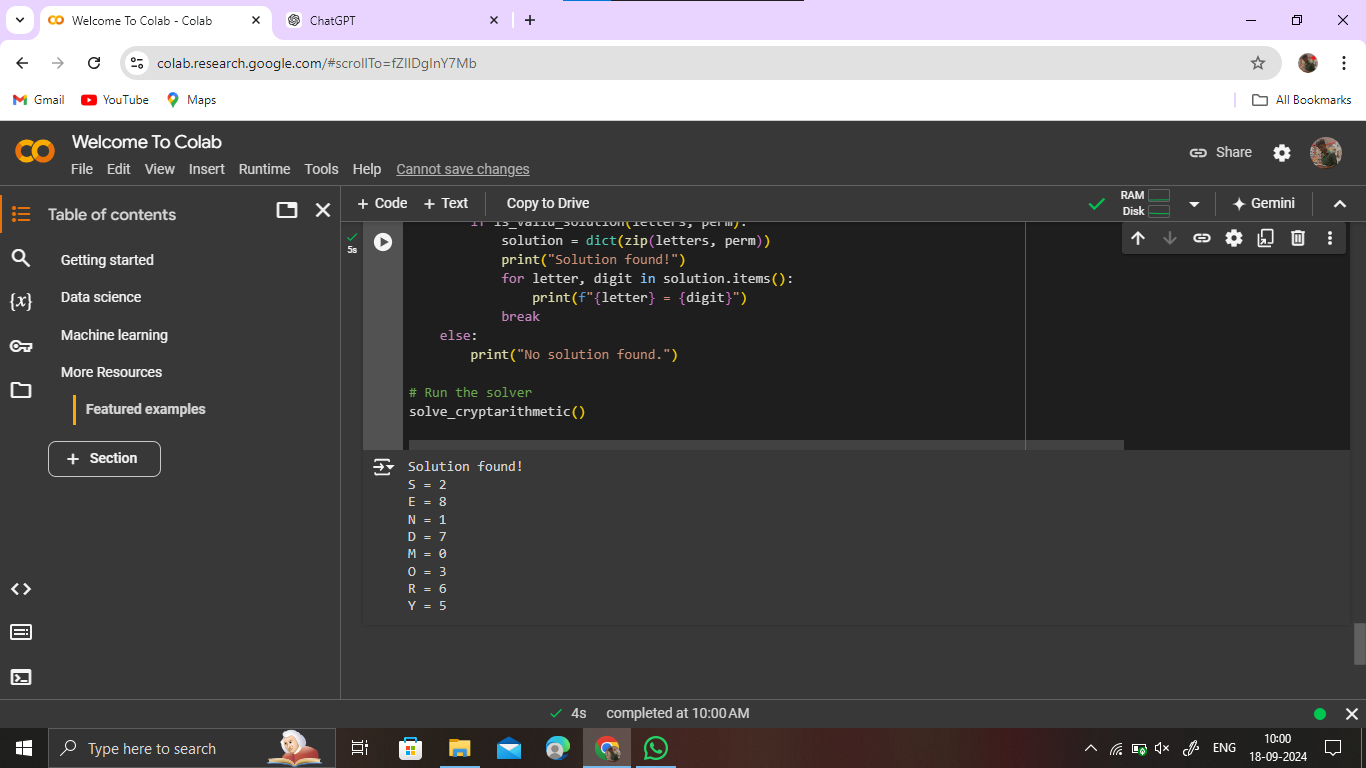 Welcome To Colab - Colab
ChatGPT
colab.research.google.com/#scrollTo=fZIIDgInY7Mb
Gmail
YouTube
Maps
All Bookmarks
Welcome To Colab
File Edit View Insert Runtime Tools Help Cannot save changes
Share
Table of contents
+ Code + Text Copy to Drive
RAM
Disk
Gemini
Getting started
Data science
Machine learning
More Resources
Featured examples
+ Section
5s
if is_valid_solution(letters, perm):
solution = dict(zip(letters, perm))
print("Solution found!")
for letter, digit in solution.items():
print(f"{letter} = {digit}")
break
else:
print("No solution found.")
# Run the solver
solve_cryptarithmetic()
Solution found!
S = 2
E = 8
N = 1
D = 7
M = 0
O = 3
R = 6
Y = 5
4s completed at 10:00 AM
Type here to search
ENG
10:00
18-09-2024